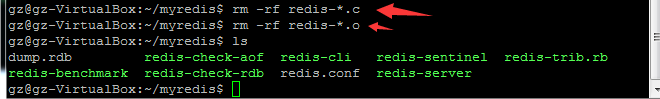 gz@gz-VirtualBox:~/myredis$ rm -rf redis-*.c
gz@gz-VirtualBox:~/myredis$ rm -rf redis-*.o
gz@gz-VirtualBox:~/myredis$ ls
dump.rdb redis-check-aof redis-cli redis-sentinel redis-trib.rb
redis-benchmark redis-check-rdb redis.conf redis-server
gz@gz-VirtualBox:~/myredis$